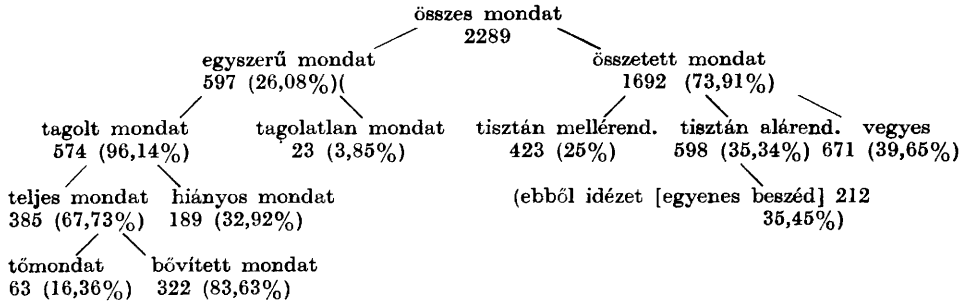 összes mondat
2289
egyszerű mondat összetett mondat
597 (26,08%)( 1692 (73,91%)
tagolt mondat tagolatlan mondat tisztán mellérend. tisztán alárend. vegyes
574 (96,14%) 23 (3,85%) 423 (25%) 598 (35,34%) 671 (39,65%)
teljes mondat hiányos mondat (ebből idézet [egyenes beszéd] 212
385 (67,73%) 189 (32,92%) 35,45%)
tőmondat bővített mondat
63 (16,36%) 322 (83,63%)